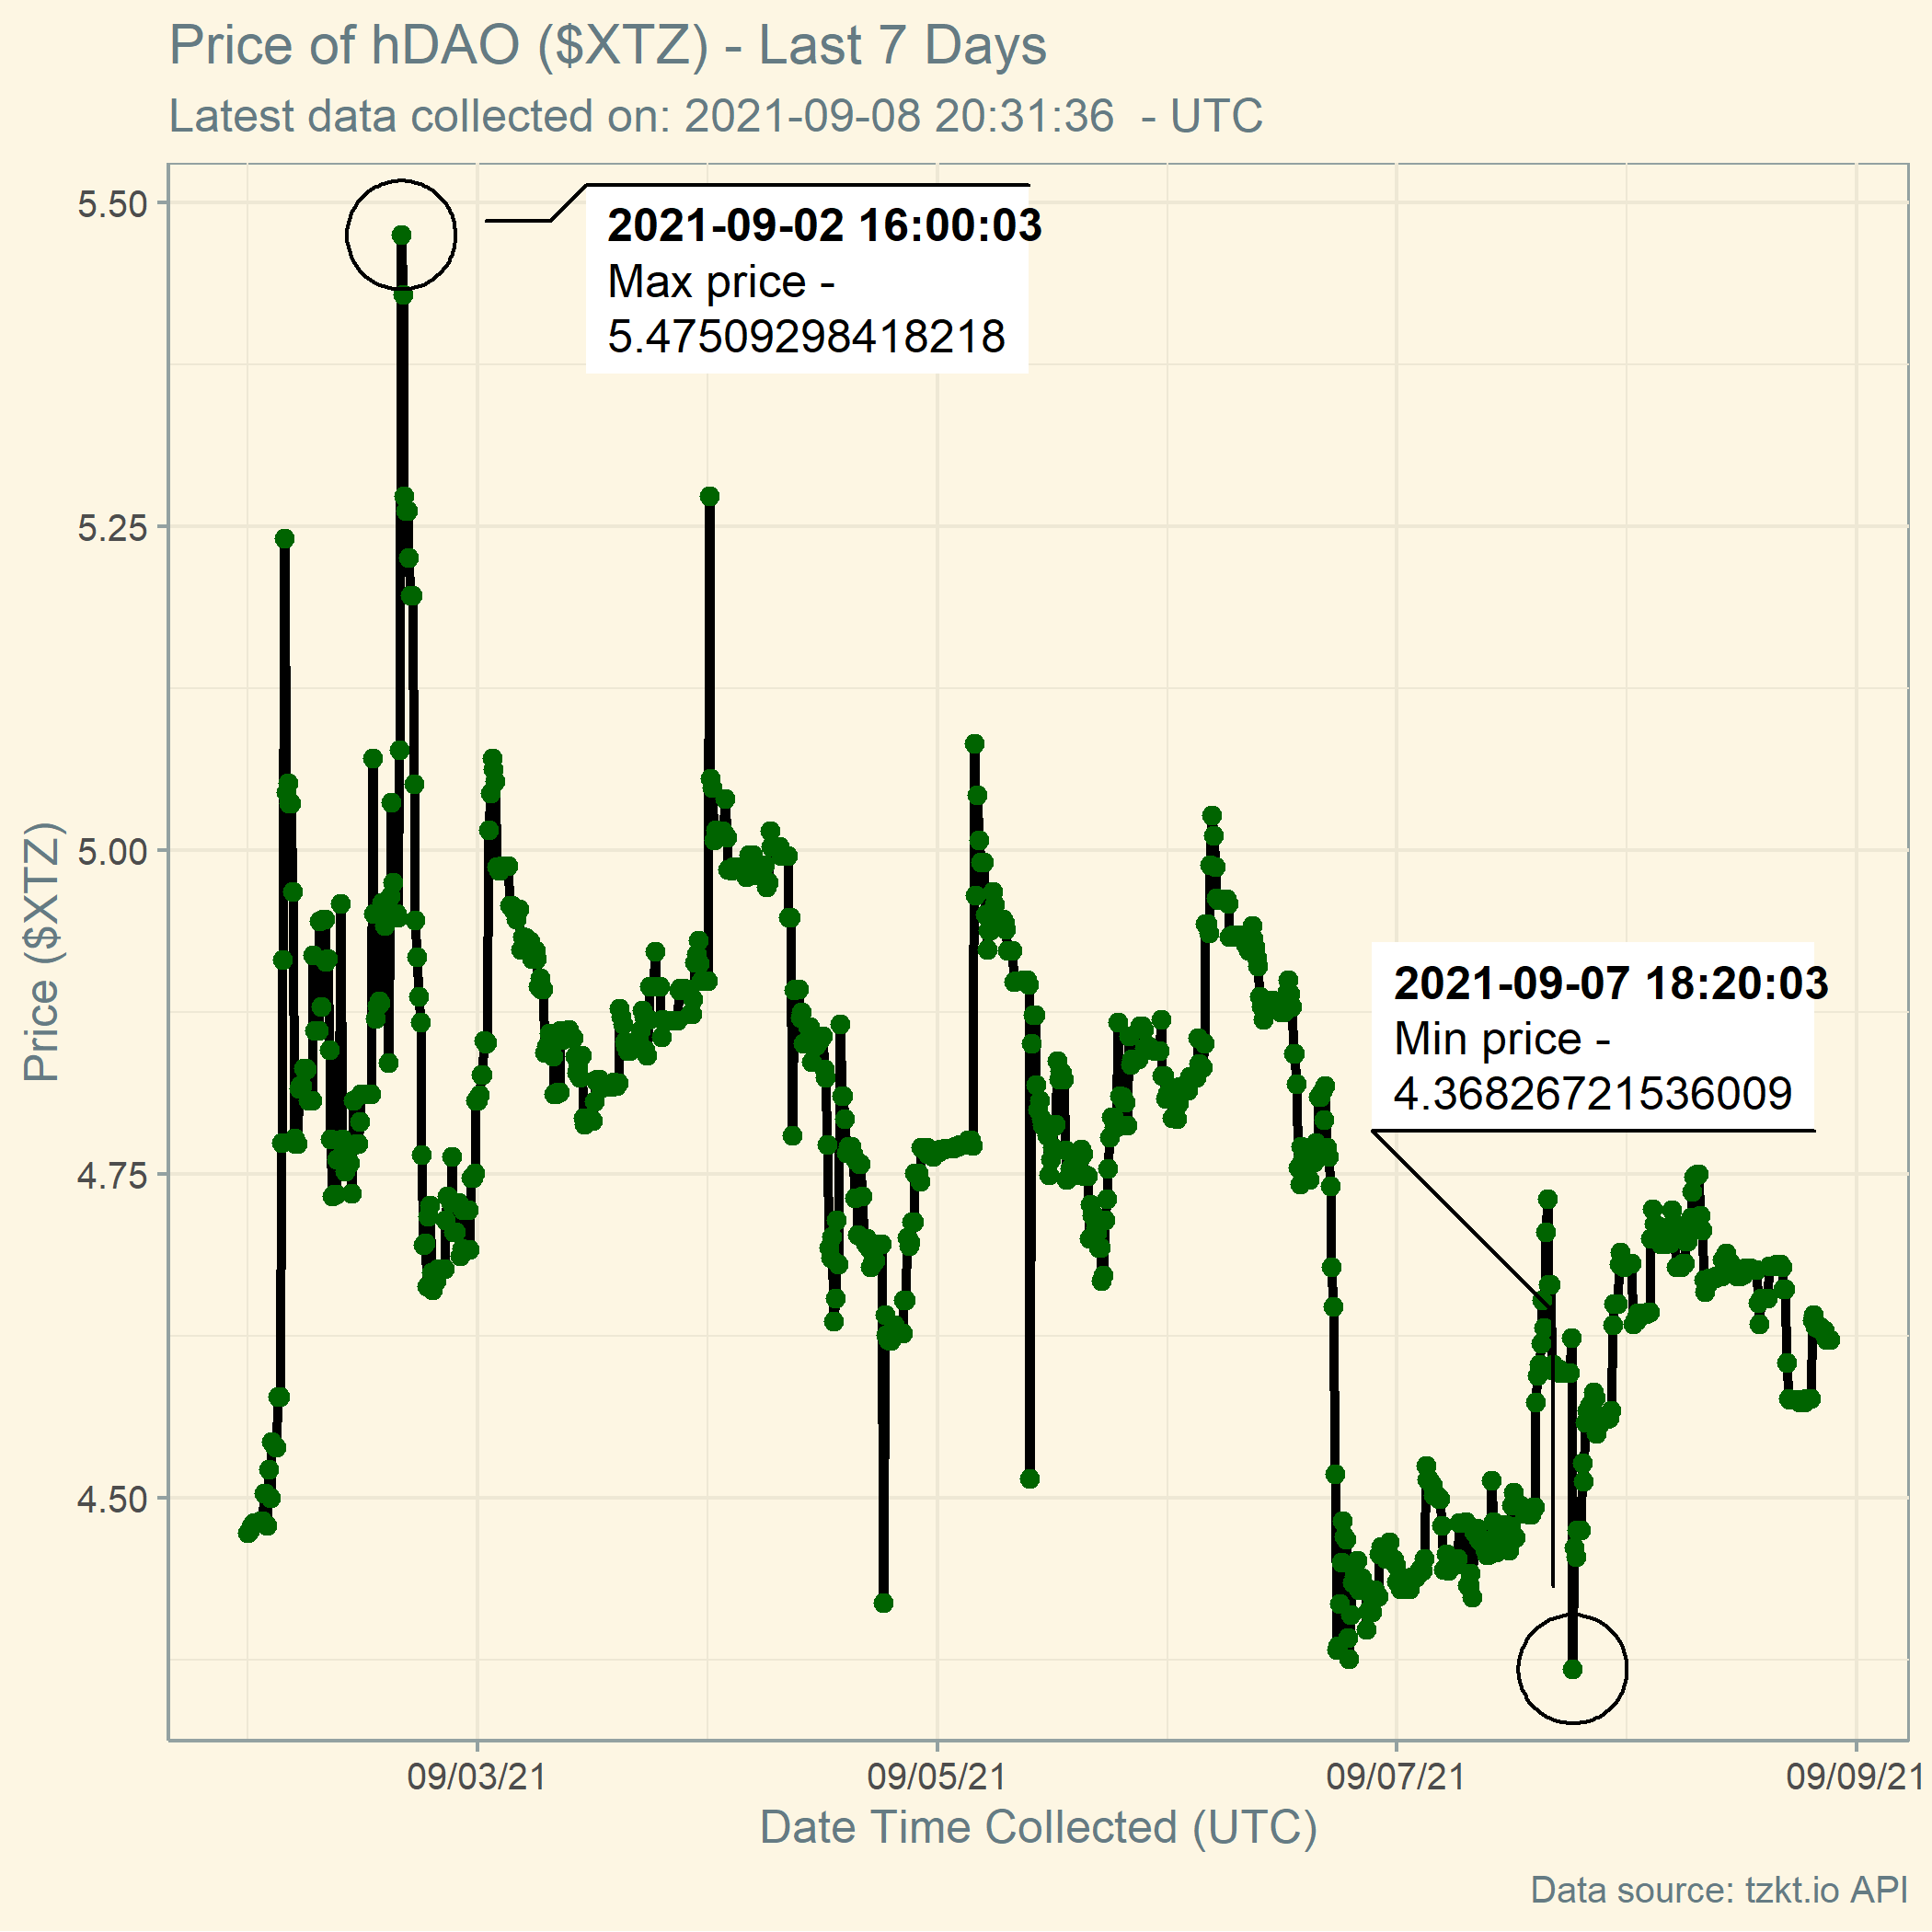 Price of hDAO ($XTZ) - Last 7 Days
Latest data collected on: 2021-09-08 20:31:36  - UTC
5.50
5.25
5.00
4.75
4.50
Price ($XTZ)
2021-09-02 16:00:03
Max price -
5.47509298418218
2021-09-07 18:20:03
Min price -
4.36826721536009
09/03/21
09/05/21
09/07/21
09/09/21
Date Time Collected (UTC)
Data source: tzkt.io API